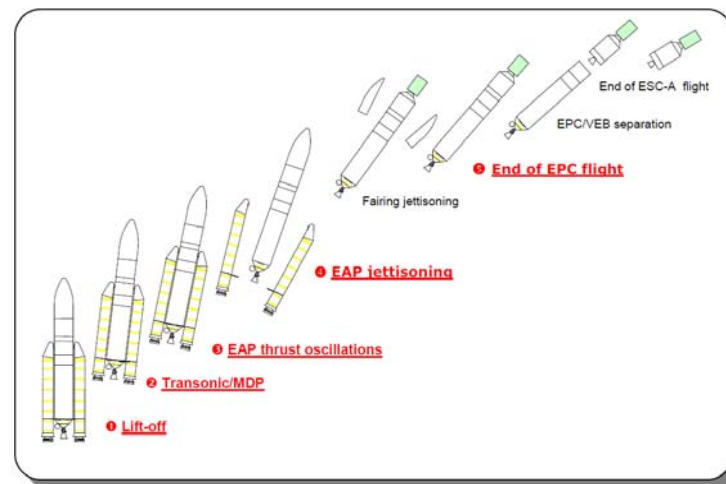 End of ESC-A flight
EPC/VEB separation
❺ End of EPC flight
Fairing jettisoning
❹ EAP jettisoning
❸ EAP thrust oscillations
❷ Transonic/MDP
❶ Lift-off